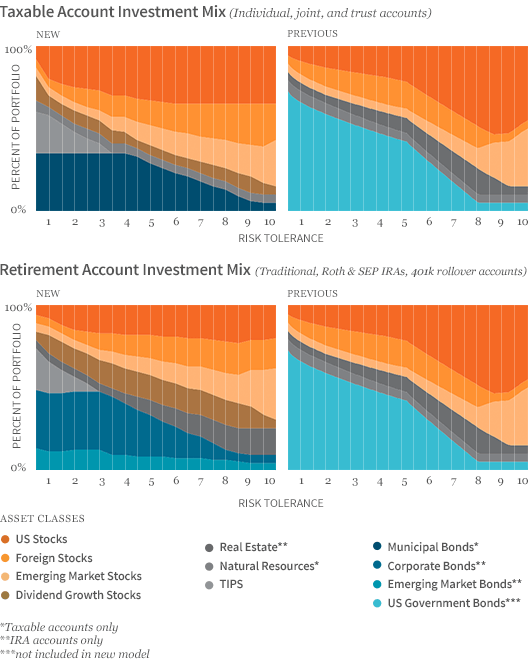 Taxable Account Investment Mix (Individual, joint, and trust accounts)
NEW
PREVIOUS
100%
PERCENT OF PORTFOLIO
0%
1 2 3 4 5 6 7 8 9 10
1 2 3 4 5 6 7 8 9 10
RISK TOLERANCE
Retirement Account Investment Mix (Traditional, Roth & SEP IRAs, 401k rollover accounts)
NEW
PREVIOUS
100%
PERCENT OF PORTFOLIO
0%
1 2 3 4 5 6 7 8 9 10
1 2 3 4 5 6 7 8 9 10
RISK TOLERANCE
ASSET CLASSES
US Stocks
Foreign Stocks
Emerging Market Stocks
Dividend Growth Stocks
Real Estate**
Natural Resources*
TIPS
Municipal Bonds*
Corporate Bonds**
Emerging Market Bonds**
US Government Bonds***
*Taxable accounts only
**IRA accounts only
***not included in new model